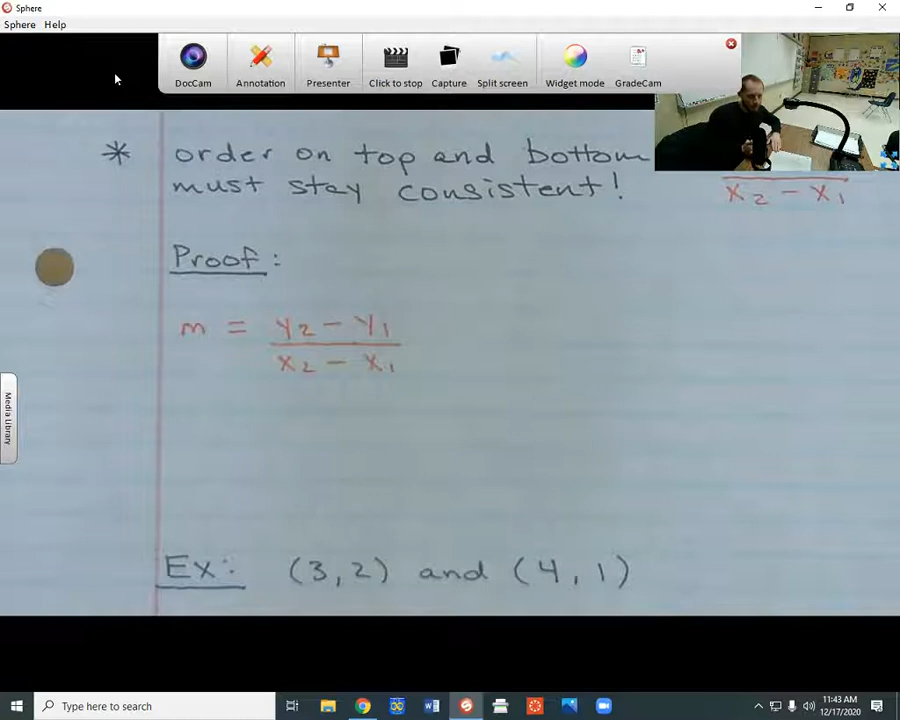 Sphere
Sphere Help
DocCam Annotation Presenter Click to stop Capture Split screen Widget mode GradeCam
* order on top and bottom
must stay consistent!
x₂ - x₁
Proof:
m = y₂ - y₁
x₂ - x₁
Media Library
Ex: (3, 2) and (4, 1)
Type here to search
11:43 AM
12/17/2020